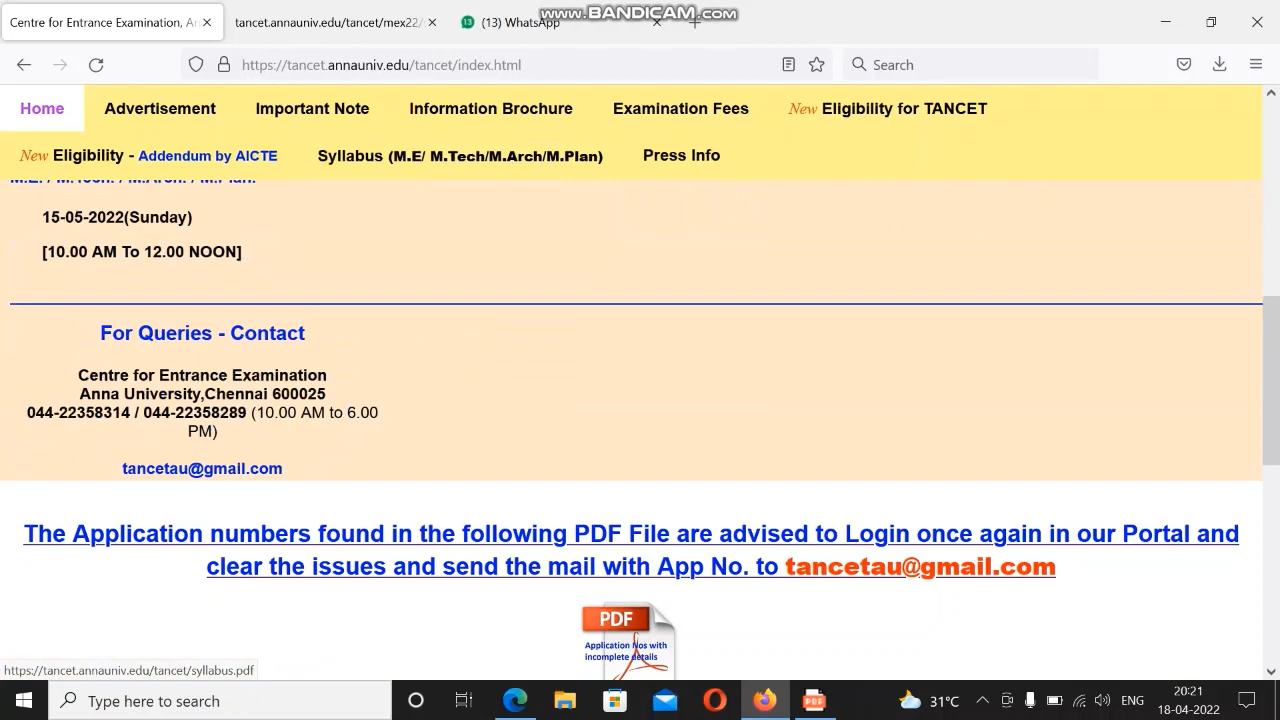 www.BANDICAM.com
Centre for Entrance Examination, An
tancet.annauniv.edu/tancet/mex22/
13
(13) WhatsApp
https://tancet.annauniv.edu/tancet/index.html
Search
Home
Advertisement
Important Note
Information Brochure
Examination Fees
New Eligibility for TANCET
New Eligibility - Addendum by AICTE
Syllabus (M.E/ M.Tech/M.Arch/M.Plan)
Press Info
M.E. / M.Tech. / M.Arch. / M.Plan.
15-05-2022(Sunday)
[10.00 AM To 12.00 NOON]
For Queries - Contact
Centre for Entrance Examination
Anna University,Chennai 600025
044-22358314 / 044-22358289 (10.00 AM to 6.00
PM)
tancetau@gmail.com
The Application numbers found in the following PDF File are advised to Login once again in our Portal and
clear the issues and send the mail with App No. to tancetau@gmail.com
PDF
Application Nos with
incomplete details
https://tancet.annauniv.edu/tancet/syllabus.pdf
Type here to search
PDF
31°C
ENG
20:21
18-04-2022